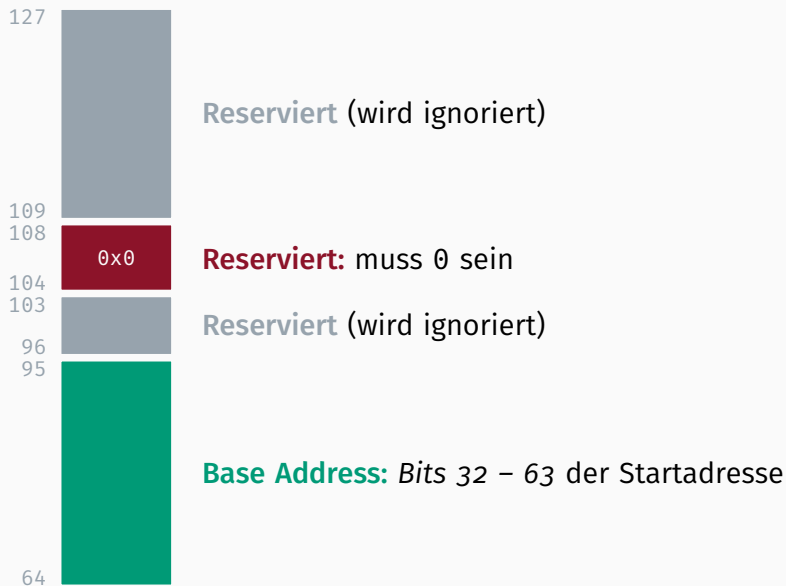 127
Reserviert (wird ignoriert)
109
108
0x0
Reserviert: muss 0 sein
104
103
Reserviert (wird ignoriert)
96
95
Base Address: Bits 32 – 63 der Startadresse
64